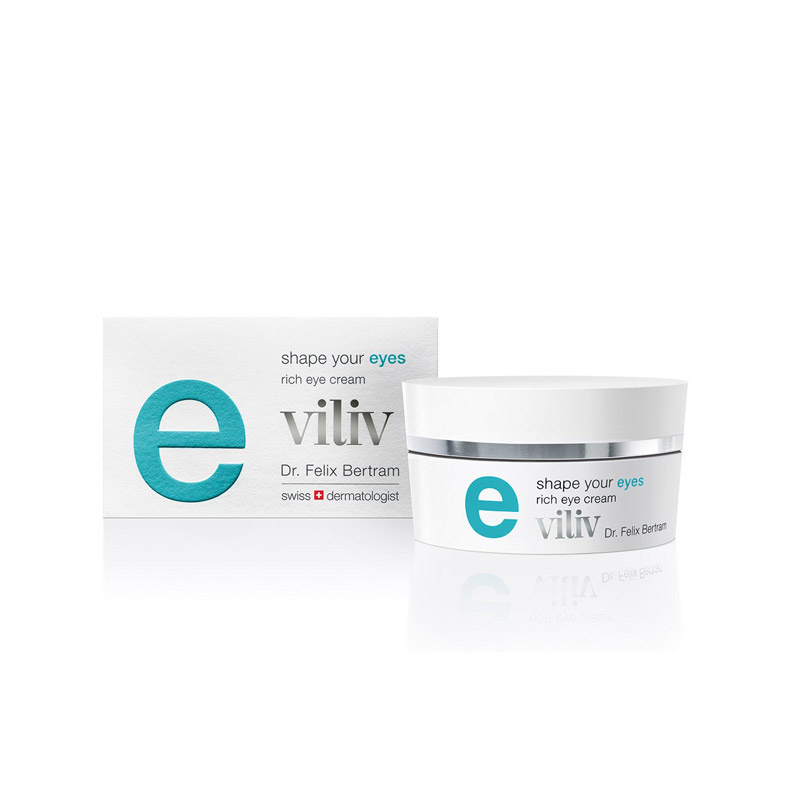 e
shape your eyes
rich eye cream
viliv
Dr. Felix Bertram
swiss dermatologist
e
shape your eyes
rich eye cream
viliv Dr. Felix Bertram